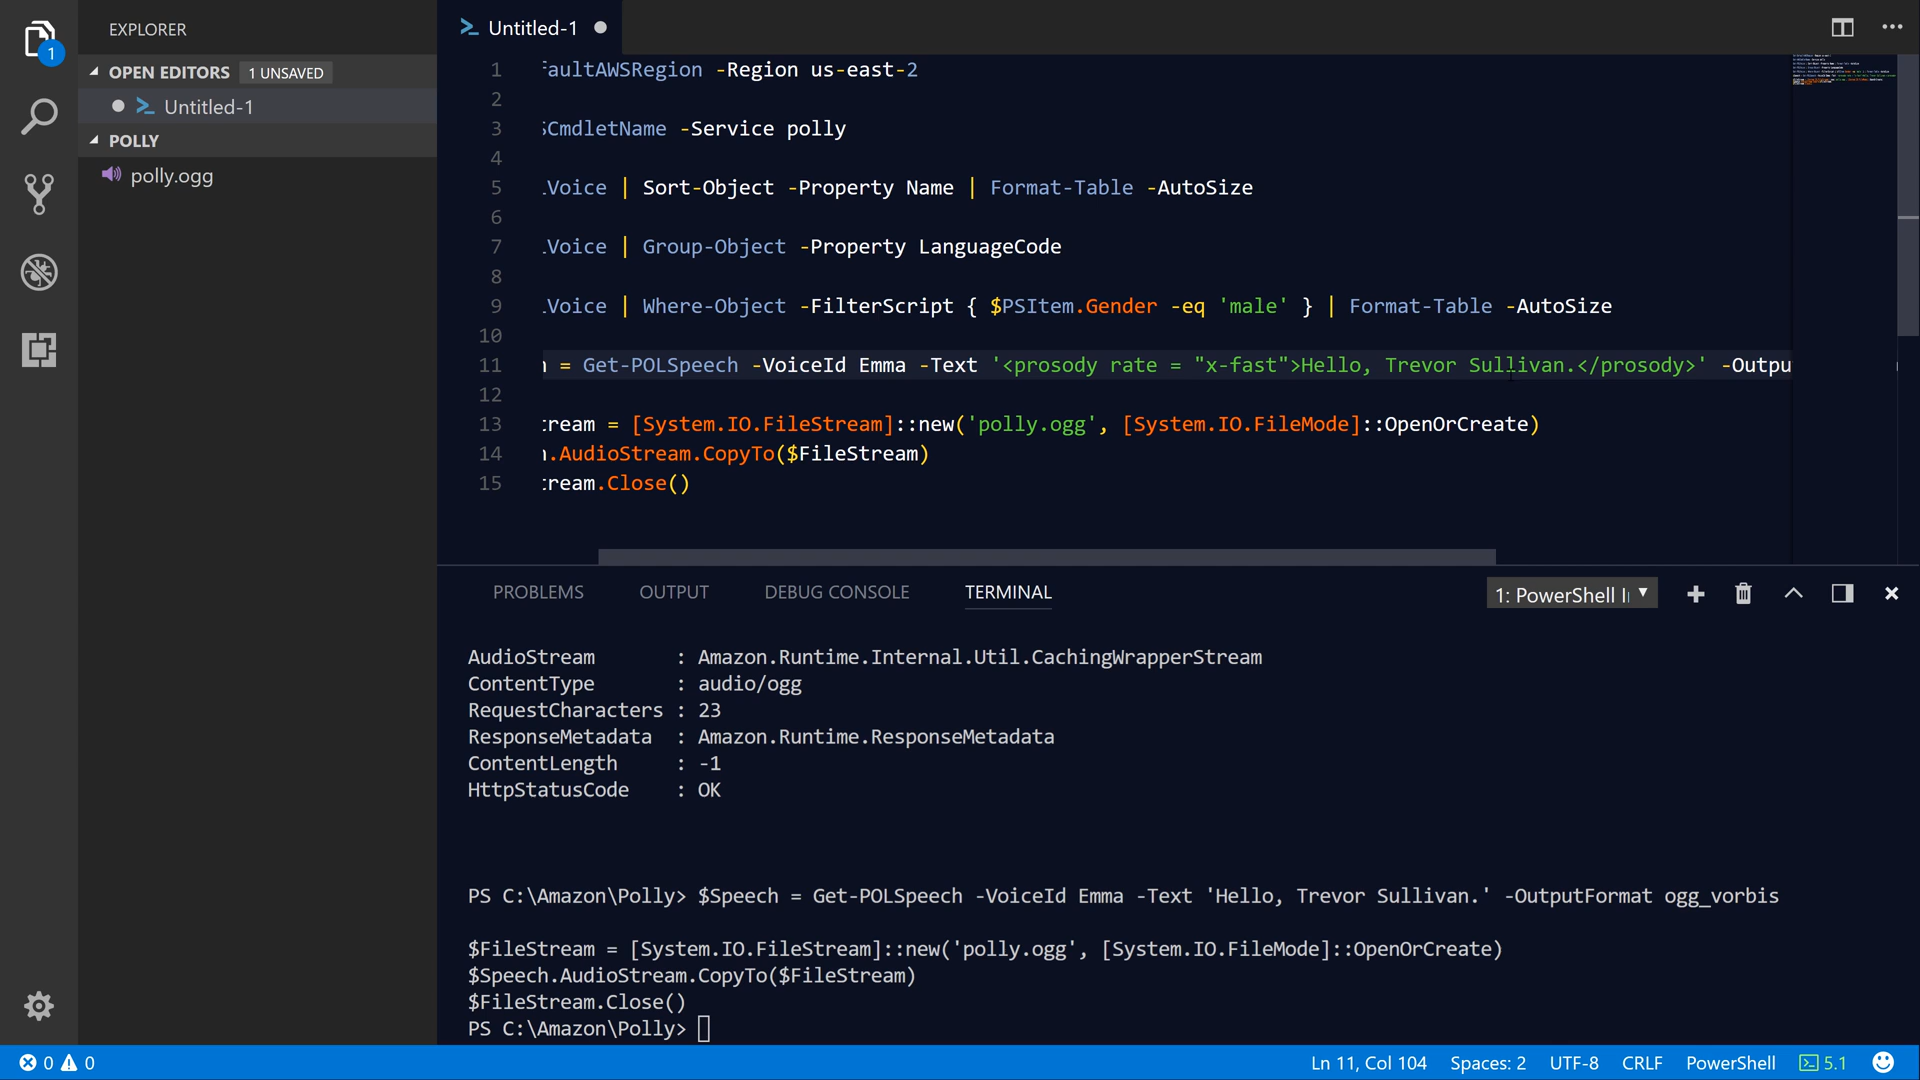 EXPLORER
OPEN EDITORS 1 UNSAVED
Untitled-1
POLLY
polly.ogg
1
Untitled-1
1 faultAWSRegion -Region us-east-2
2
3 SCmdletName -Service polly
4
5 .Voice | Sort-Object -Property Name | Format-Table -AutoSize
6
7 .Voice | Group-Object -Property LanguageCode
8
9 .Voice | Where-Object -FilterScript { $PSItem.Gender -eq 'male' } | Format-Table -AutoSize
10
11 h = Get-POLSpeech -VoiceId Emma -Text '<prosody rate = "x-fast">Hello, Trevor Sullivan.</prosody>' -Outpu
12
13 tream = [System.IO.FileStream]::new('polly.ogg', [System.IO.FileMode]::OpenOrCreate)
14 h.AudioStream.CopyTo($FileStream)
15 tream.Close()
PROBLEMS OUTPUT DEBUG CONSOLE TERMINAL 1: PowerShell I
AudioStream : Amazon.Runtime.Internal.Util.CachingWrapperStream
ContentType : audio/ogg
RequestCharacters : 23
ResponseMetadata : Amazon.Runtime.ResponseMetadata
ContentLength : -1
HttpStatusCode : OK
PS C:\Amazon\Polly> $Speech = Get-POLSpeech -VoiceId Emma -Text 'Hello, Trevor Sullivan.' -OutputFormat ogg_vorbis
$FileStream = [System.IO.FileStream]::new('polly.ogg', [System.IO.FileMode]::OpenOrCreate)
$Speech.AudioStream.CopyTo($FileStream)
$FileStream.Close()
PS C:\Amazon\Polly>
0 0 Ln 11, Col 104 Spaces: 2 UTF-8 CRLF PowerShell 5.1